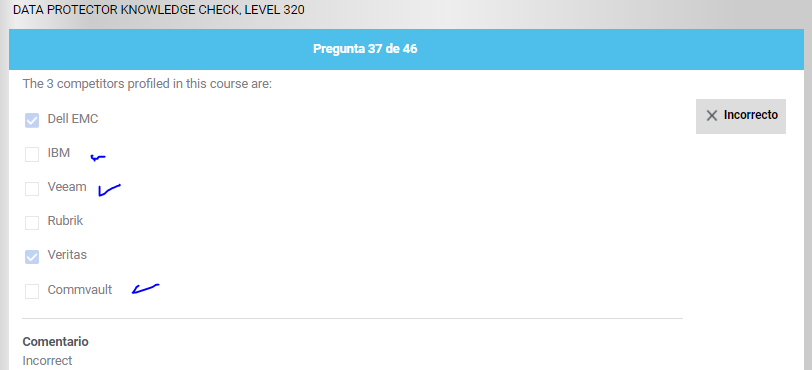 DATA PROTECTOR KNOWLEDGE CHECK, LEVEL 320
Pregunta 37 de 46
The 3 competitors profiled in this course are:
Incorrecto
Dell EMC
IBM
Veeam
Rubrik
Veritas
Commvault
Comentario
Incorrect